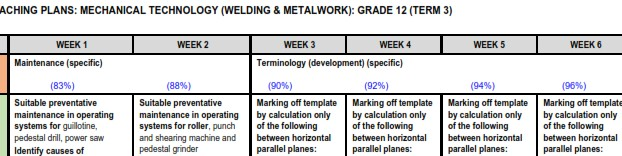 ACHING PLANS: MECHANICAL TECHNOLOGY (WELDING & METALWORK): GRADE 12 (TERM 3)
WEEK 1 WEEK 2 WEEK 3 WEEK 4 WEEK 5 WEEK 6
Maintenance (specific) Terminology (development) (specific)
(83%) (88%) (90%) (92%) (94%) (96%)
Suitable preventative Suitable preventative Marking off template Marking off template Marking off template Marking off template
maintenance in operating maintenance in operating by calculation only by calculation only by calculation only by calculation only
systems for guillotine, systems for roller, punch of the following of the following of the following of the following
pedestal drill, power saw and shearing machine and between horizontal between horizontal between horizontal between horizontal
Identify causes of pedestal grinder parallel planes: parallel planes: parallel planes: parallel planes: